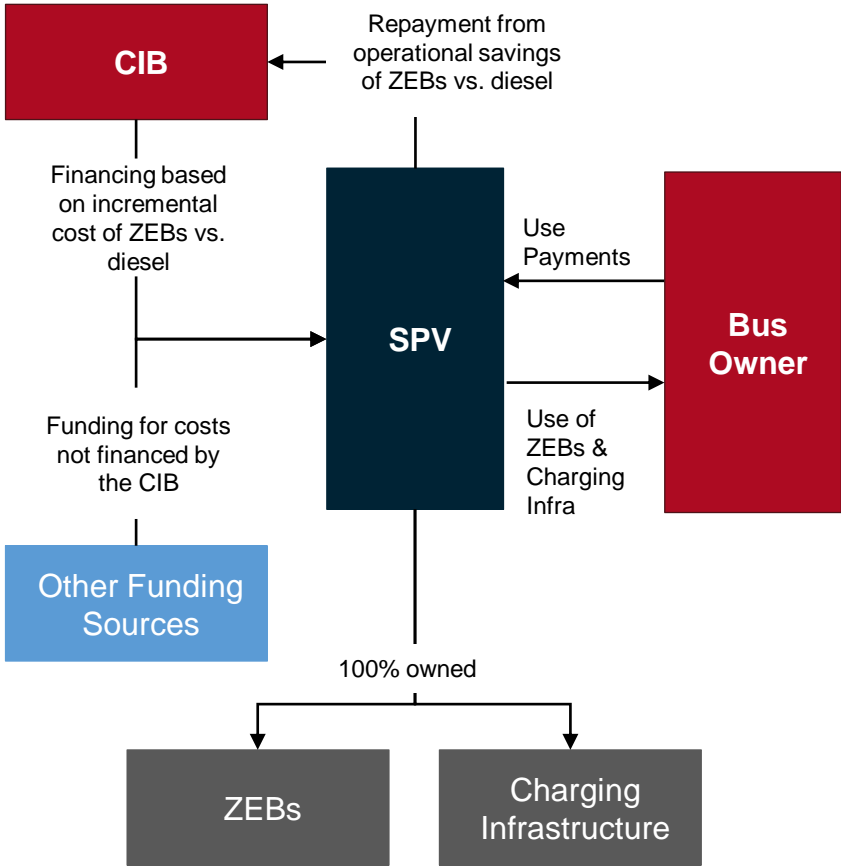 CIB
Repayment from
operational savings
of ZEBs vs. diesel
Financing based
on incremental
cost of ZEBs vs.
diesel
SPV
Use
Payments
Bus
Owner
Use of
ZEBs &
Charging
Infra
Funding for costs
not financed by
the CIB
Other Funding
Sources
100% owned
ZEBs
Charging
Infrastructure